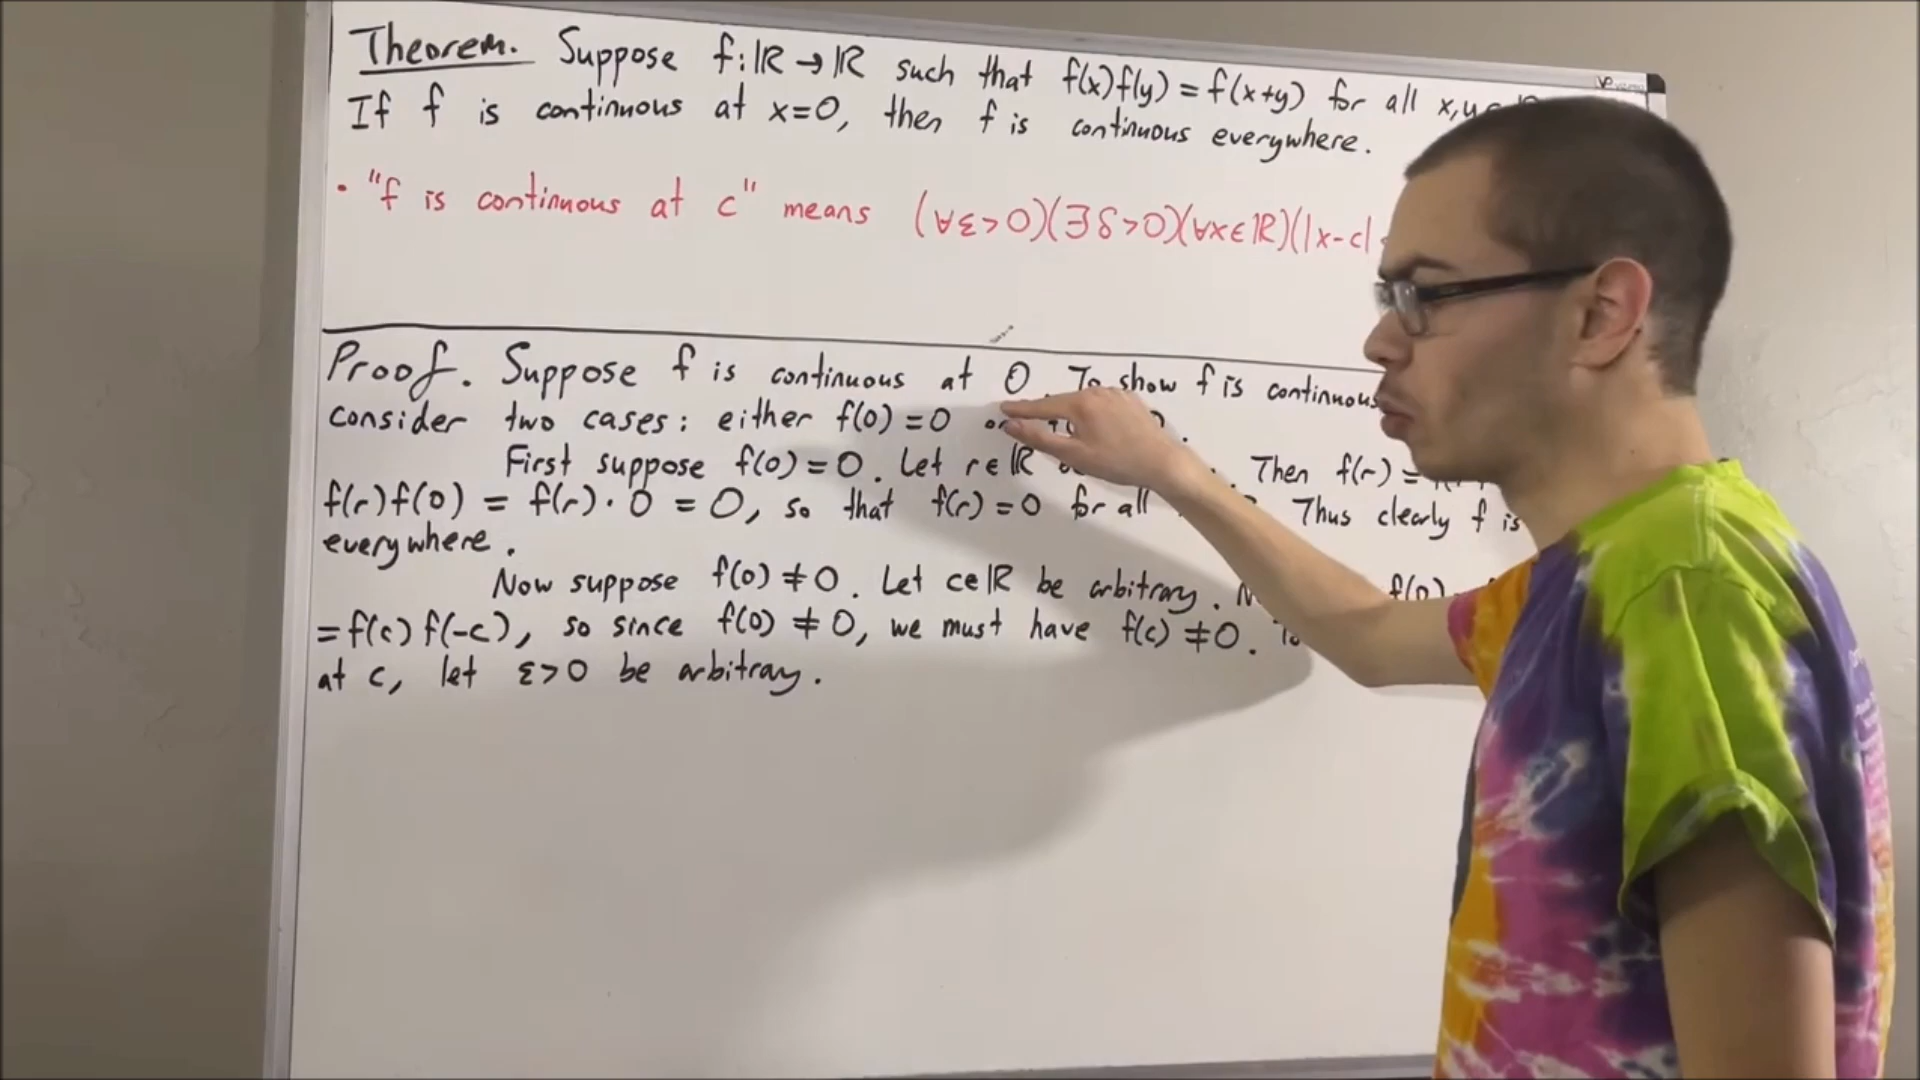 Theorem. Suppose f:ℝ→ℝ such that f(x)f(y) = f(x+y) for all x,y
If f is continuous at x=0, then f is continuous everywhere.
• "f is continuous at c" means (∀ε>0)(∃δ>0)(∀x∈ℝ)(|x-c|
Proof. Suppose f is continuous at 0. To show f is continuous
consider two cases: either f(0)=0
First suppose f(0)=0. Let r∈ℝ Then f(r) =
f(r)f(0) = f(r)·0 = 0, so that f(r)=0 for all Thus clearly f is
everywhere.
Now suppose f(0)≠0. Let c∈ℝ be arbitray. f(0)
=f(c)f(-c), so since f(0)≠0, we must have f(c)≠0. To
at c, let ε>0 be arbitray.